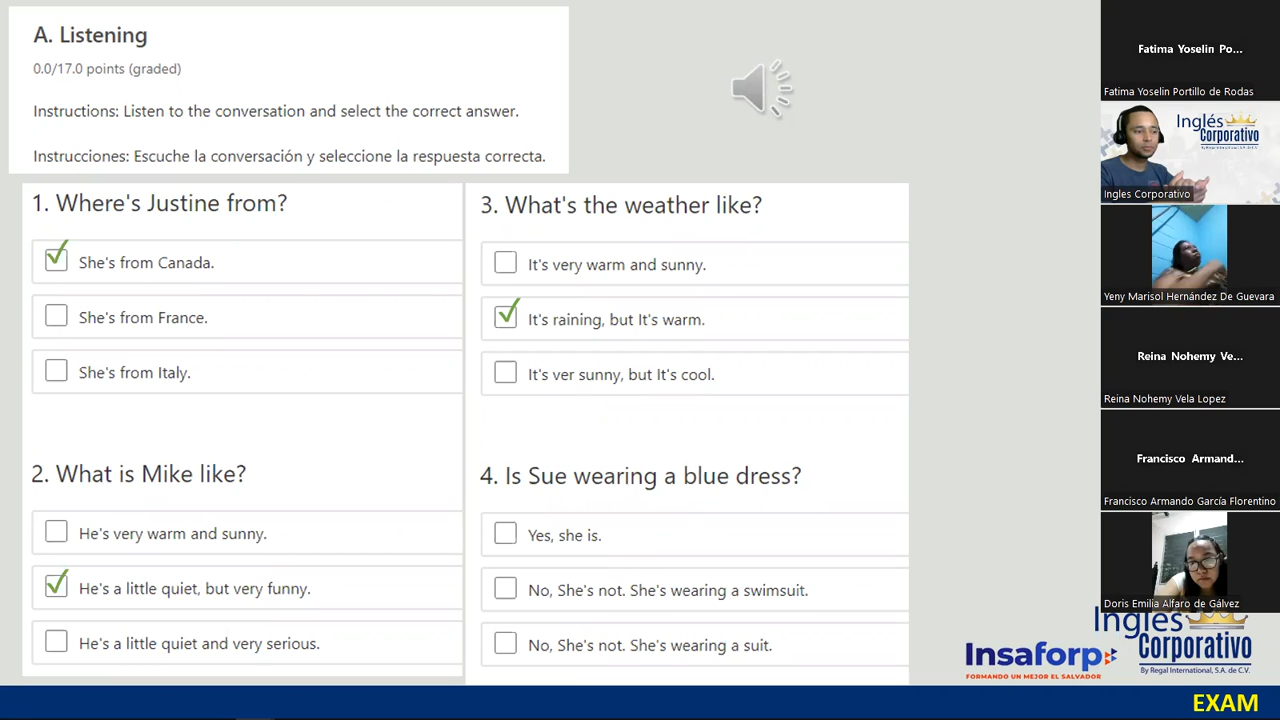 A. Listening
0.0/17.0 points (graded)
Instructions: Listen to the conversation and select the correct answer.
Instrucciones: Escuche la conversación y seleccione la respuesta correcta.
1. Where's Justine from?
She's from Canada.
She's from France.
She's from Italy.
2. What is Mike like?
He's very warm and sunny.
He's a little quiet, but very funny.
He's a little quiet and very serious.
3. What's the weather like?
It's very warm and sunny.
It's raining, but It's warm.
It's ver sunny, but It's cool.
4. Is Sue wearing a blue dress?
Yes, she is.
No, She's not. She's wearing a swimsuit.
No, She's not. She's wearing a suit.
Fatima Yoselin Po...
Fatima Yoselin Portillo de Rodas
Inglés
Corporativo
By Regal International, S.A. de C.V.
Ingles Corporativo
Yeny Marisol Hernández De Guevara
Reina Nohemy Ve...
Reina Nohemy Vela Lopez
Francisco Armand...
Francisco Armando García Florentino
Doris Emilia Alfaro de Gálvez
Insaforp
FORMANDO UN MEJOR EL SALVADOR
Inglés
Corporativo
By Regal International, S.A. de C.V.
EXAM